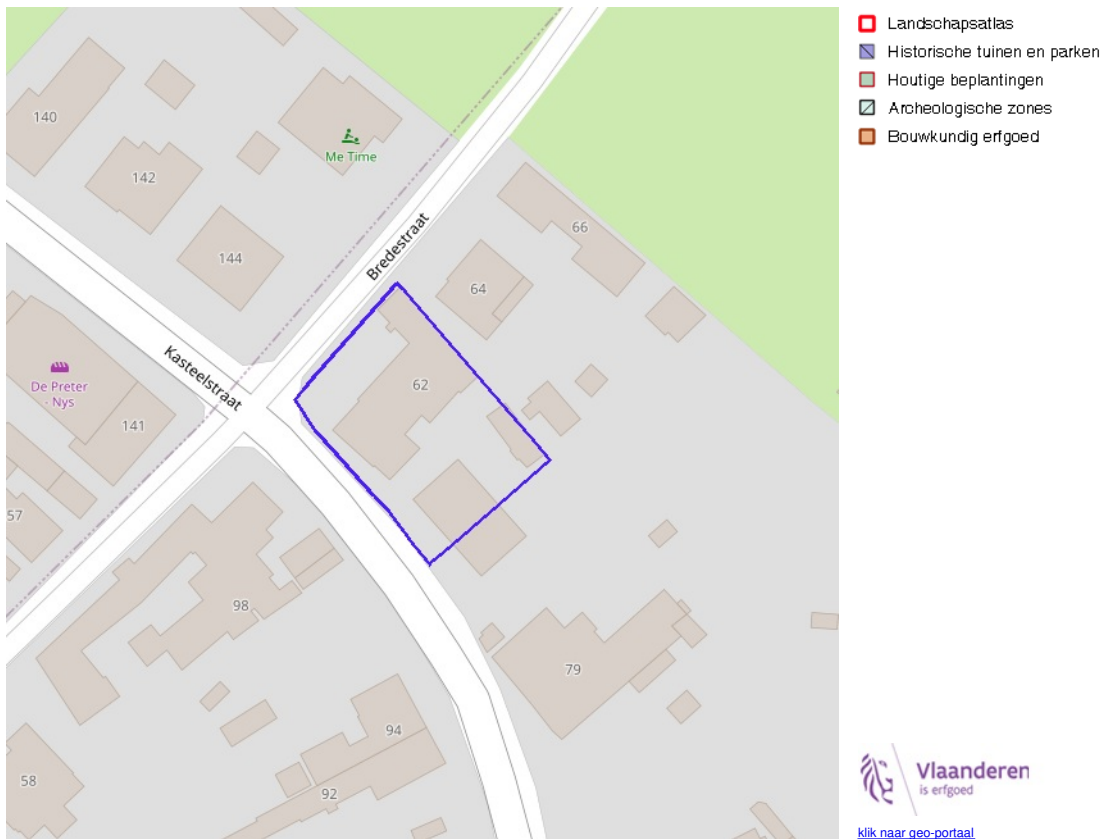 140
142
144
Me Time
Bredestraat
66
64
62
Kasteelstraat
De Preter
- Nys
141
57
98
79
94
92
58
Landschapsatlas
Historische tuinen en parken
Houtige beplantingen
Archeologische zones
Bouwkundig erfgoed
Vlaanderen
is erfgoed
klik naar geo-portaal